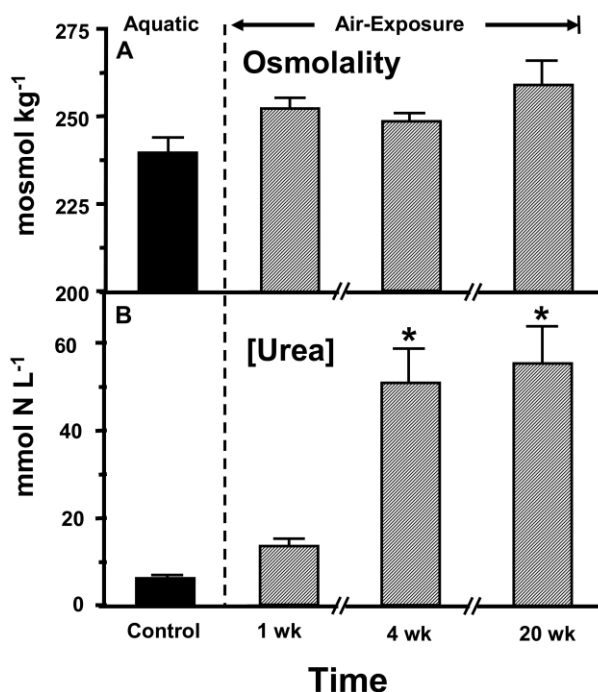 Aquatic Air-Exposure
275
A
Osmolality
250
225
200
mosmol kg⁻¹
B
[Urea]
* *
60
40
20
0
mmol N L⁻¹
Control 1 wk 4 wk 20 wk
Time